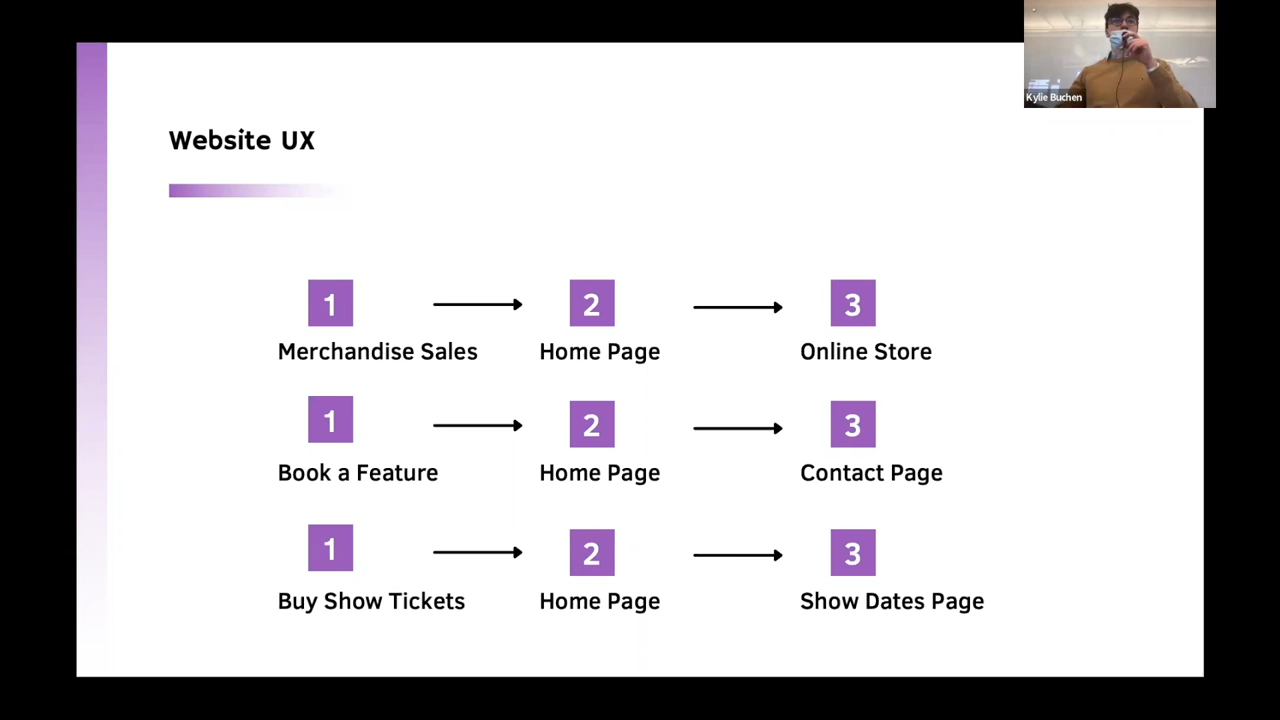 Kylie Buchen
Website UX
1 2 3
Merchandise Sales Home Page Online Store
1 2 3
Book a Feature Home Page Contact Page
1 2 3
Buy Show Tickets Home Page Show Dates Page